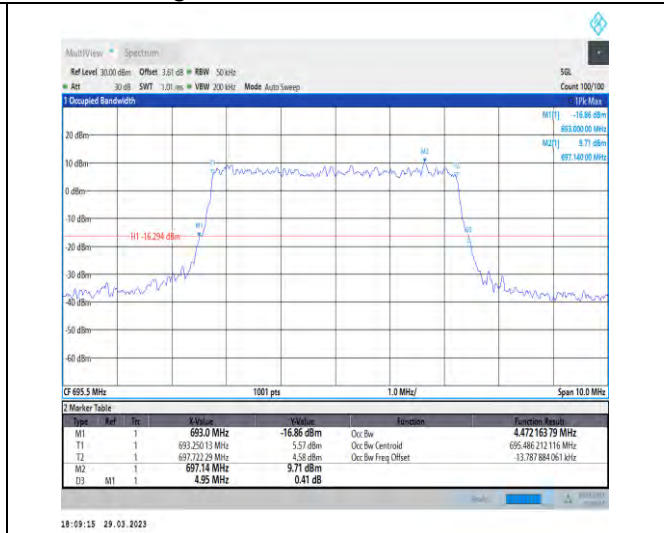 MultiView Spectrum
Ref Level 30.00 dBm Offset 3.61 dB RBW 50 kHz SGL
Att 30 dB SWT 1.01 ms VBW 200 kHz Mode Auto Sweep Count 100/100
1 Occupied Bandwidth 1Pk Max
M1[1] -16.86 dBm
693.000 00 MHz
M2[1] 9.71 dBm
697.140 00 MHz
20 dBm
M2
10 dBm
T1
0 dBm
-10 dBm
M1
H1 -16.294 dBm
-20 dBm
-30 dBm
-40 dBm
-50 dBm
-60 dBm
CF 695.5 MHz 1001 pts 1.0 MHz/ Span 10.0 MHz
2 Marker Table
Type Ref Trc X-Value Y-Value Function Function Result
M1 1 693.0 MHz -16.86 dBm Occ Bw 4.472 163 79 MHz
T1 1 693.250 13 MHz 5.57 dBm Occ Bw Centroid 695.486 212 116 MHz
T2 1 697.722 29 MHz 4.58 dBm Occ Bw Freq Offset -13.787 884 061 kHz
M2 1 697.14 MHz 9.71 dBm
D3 M1 1 4.95 MHz 0.41 dB
18:09:15 29.03.2023